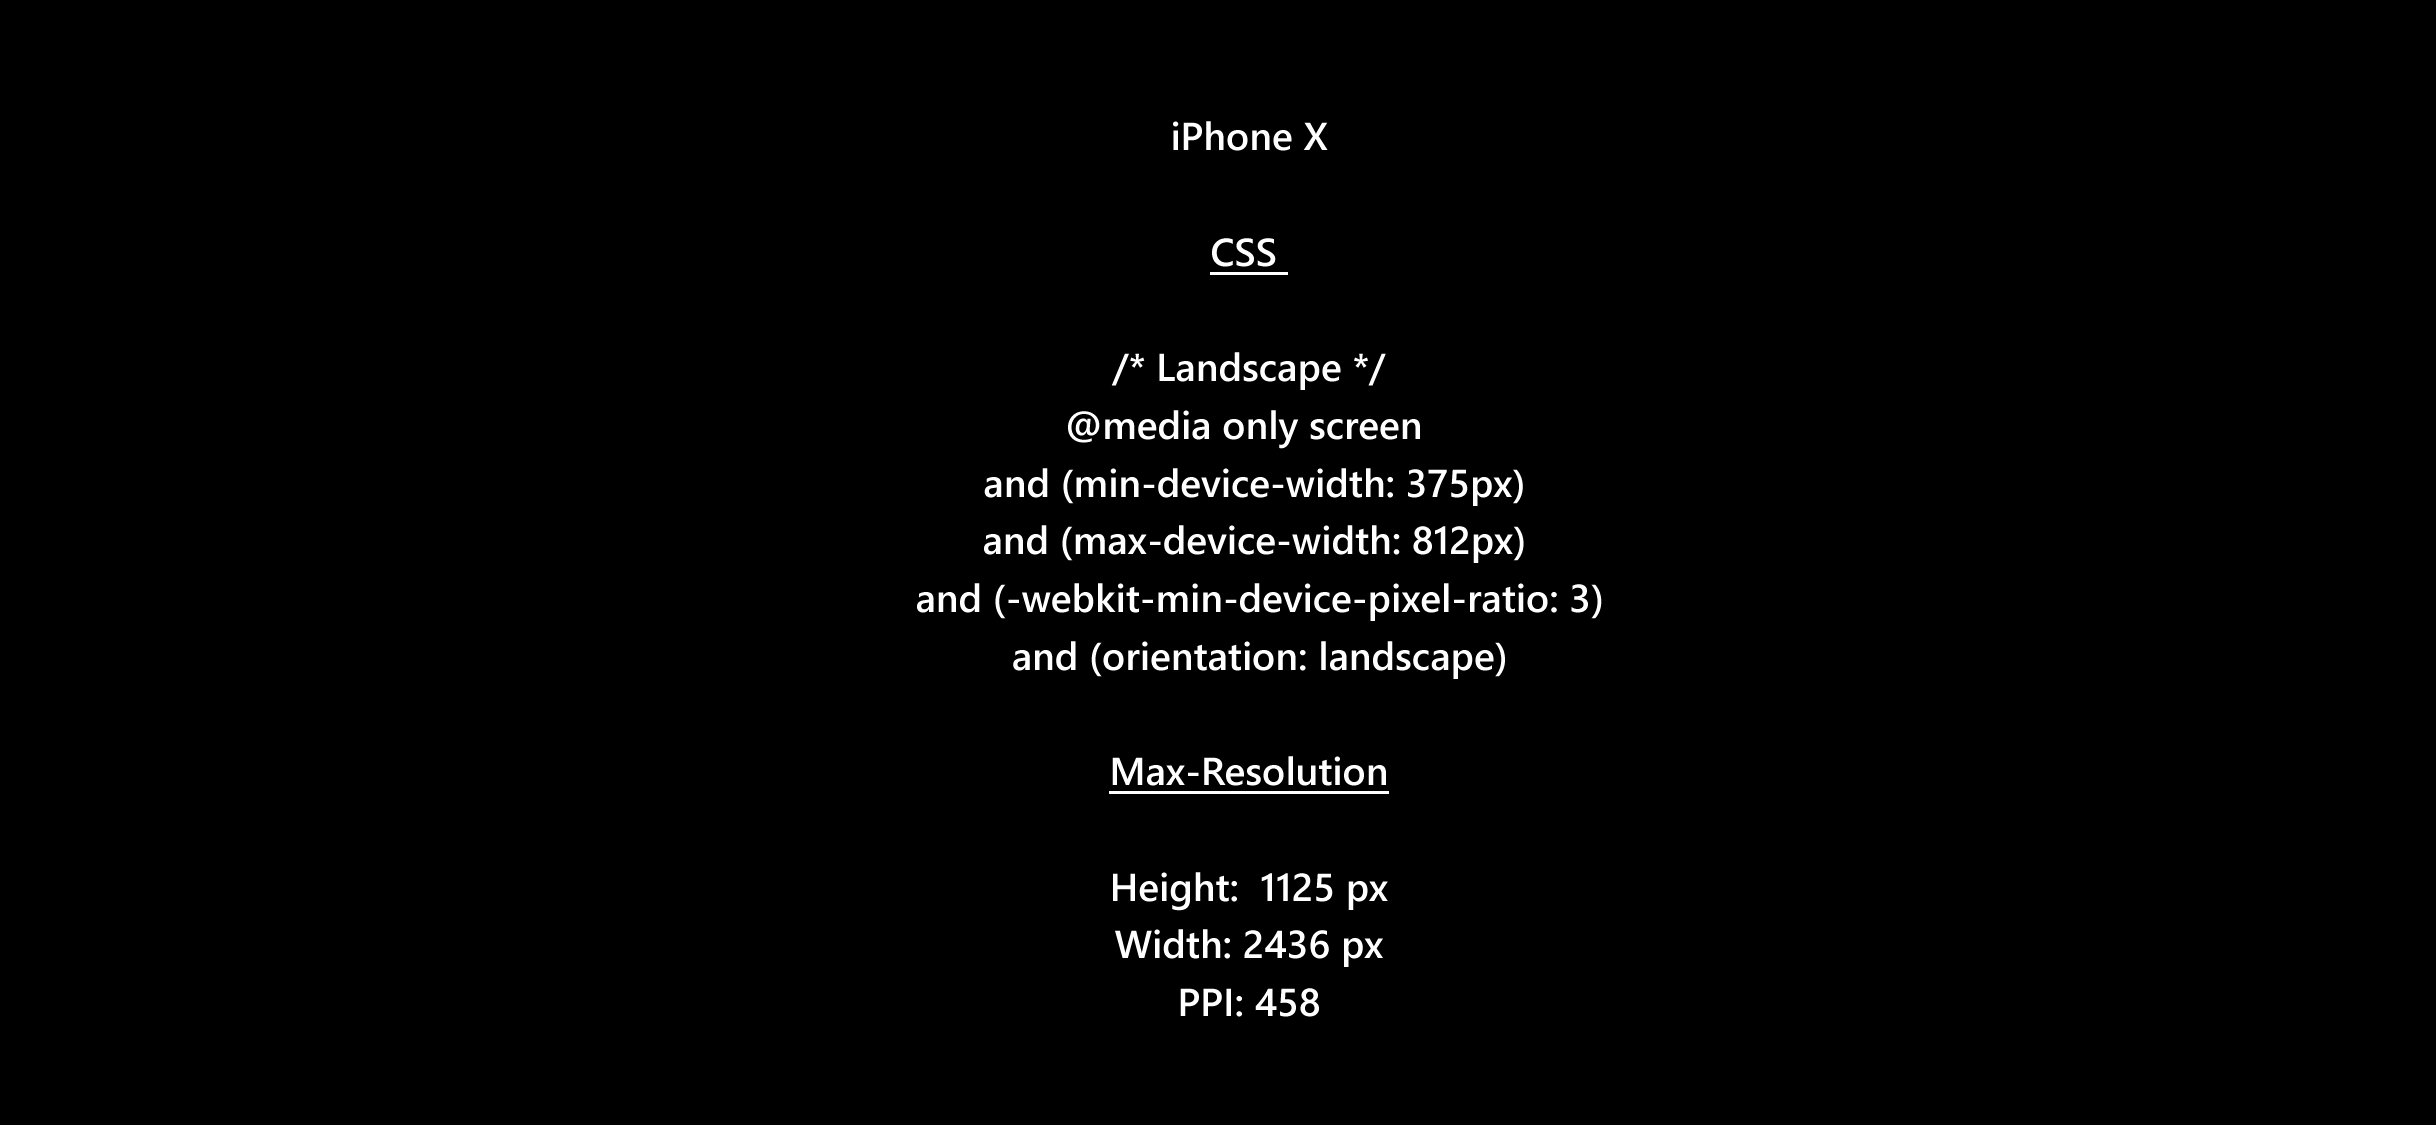 iPhone X
CSS
/* Landscape */
@media only screen
and (min-device-width: 375px)
and (max-device-width: 812px)
and (-webkit-min-device-pixel-ratio: 3)
and (orientation: landscape)
Max-Resolution
Height:  1125 px
Width: 2436 px
PPI: 458